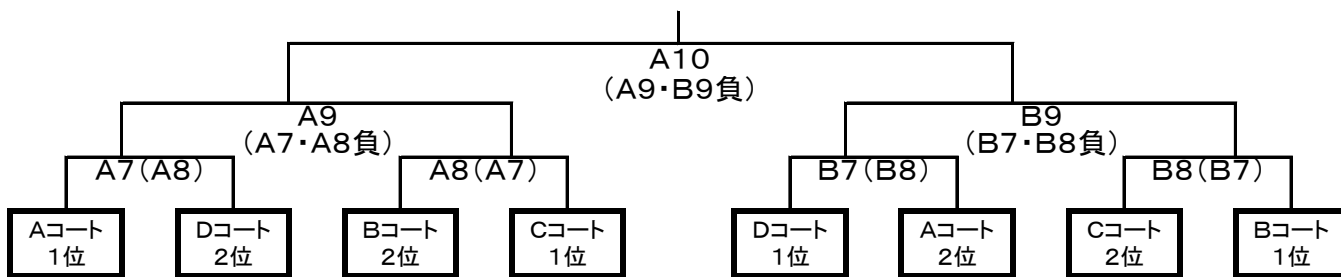 A10
(A9・B9負)
A9
(A7・A8負)
B9
(B7・B8負)
A7(A8)
A8(A7)
B7(B8)
B8(B7)
Aコート
1位
Dコート
2位
Bコート
2位
Cコート
1位
Dコート
1位
Aコート
2位
Cコート
2位
Bコート
1位